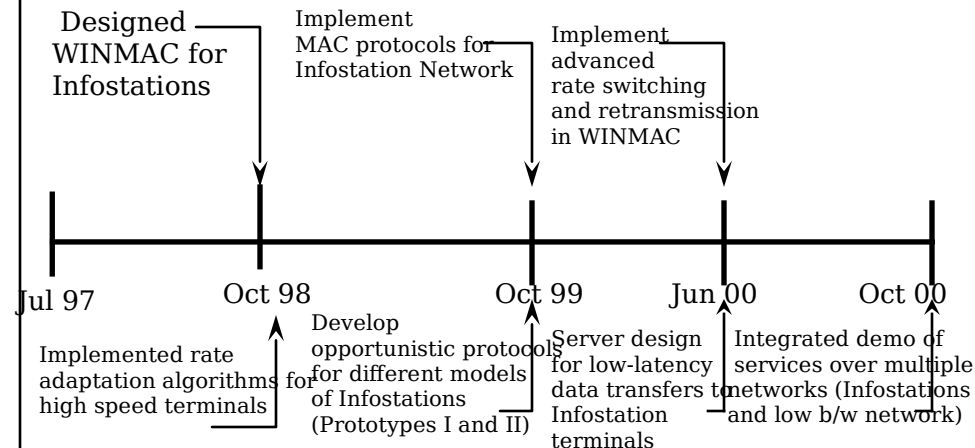 Designed
WINMAC for
Infostations
Implement
MAC protocols for
Infostation Network
Implement
advanced
rate switching
and retransmission
in WINMAC
Jul 97
Oct 98
Oct 99
Jun 00
Oct 00
Implemented rate
adaptation algorithms for
high speed terminals
Develop
opportunistic protocols
for different models
of Infostations
(Prototypes I and II)
Server design
for low-latency
data transfers to
Infostation
terminals
Integrated demo of
services over multiple
networks (Infostations
and low b/w network)